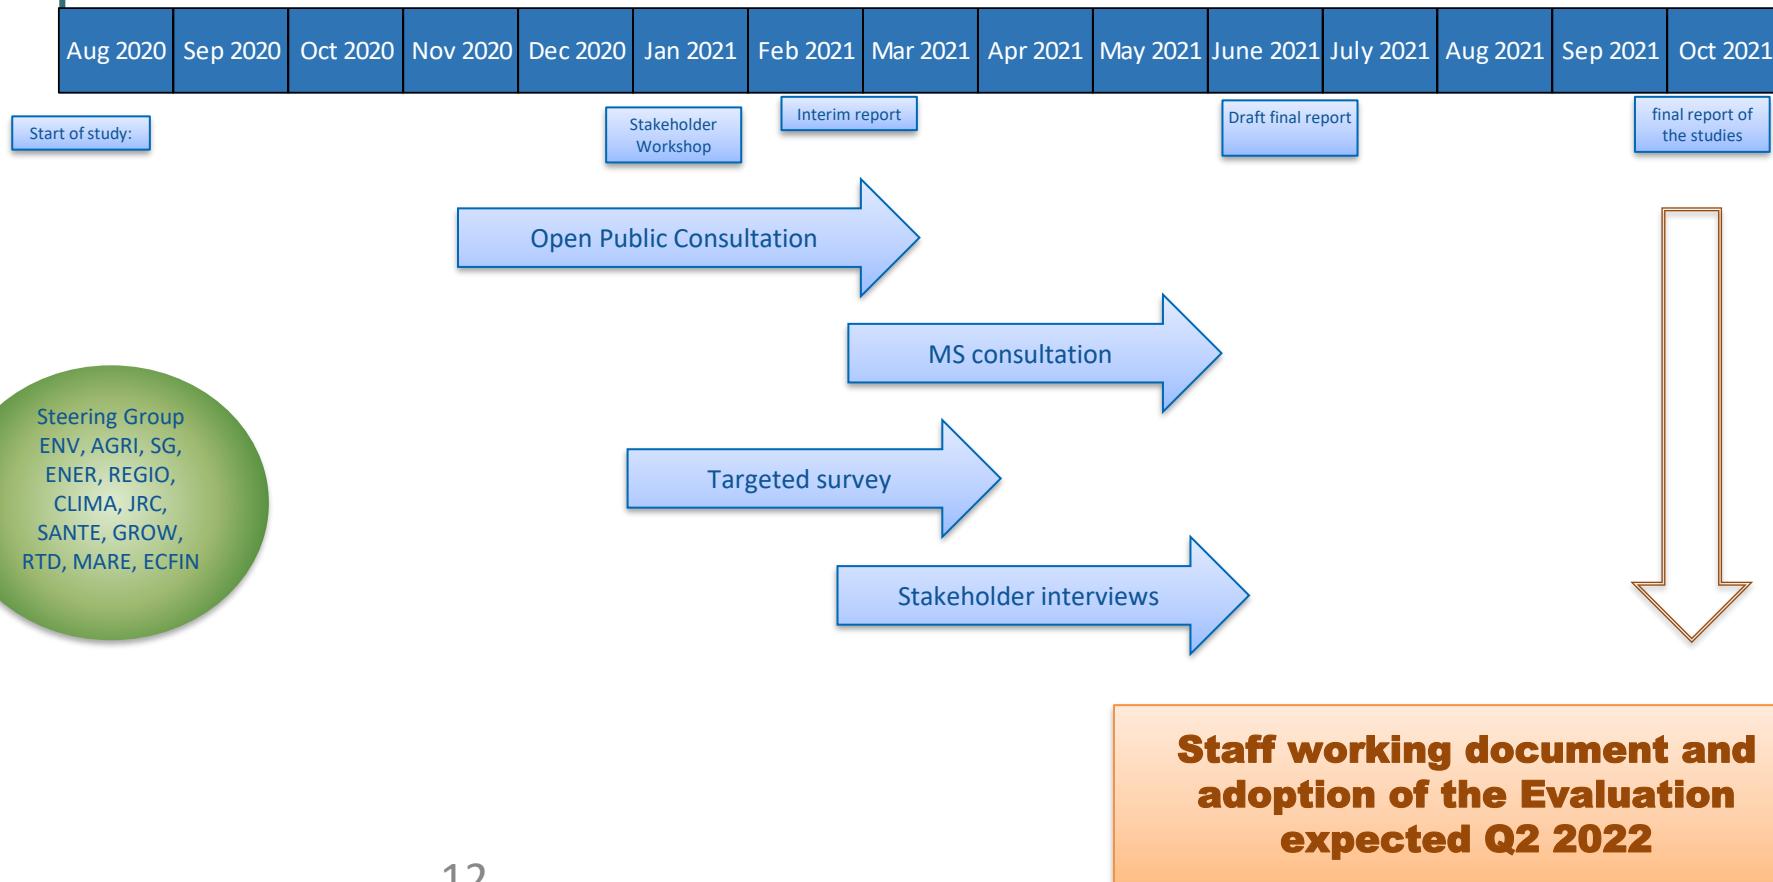 Aug 2020 Sep 2020 Oct 2020 Nov 2020 Dec 2020 Jan 2021 Feb 2021 Mar 2021 Apr 2021 May 2021 June 2021 July 2021 Aug 2021 Sep 2021 Oct 2021
Start of study:
Stakeholder
Workshop
Interim report
Draft final report
final report of
the studies
Open Public Consultation
MS consultation
Targeted survey
Stakeholder interviews
Steering Group
ENV, AGRI, SG,
ENER, REGIO,
CLIMA, JRC,
SANTE, GROW,
RTD, MARE, ECFIN
Staff working document and
adoption of the Evaluation
expected Q2 2022
12